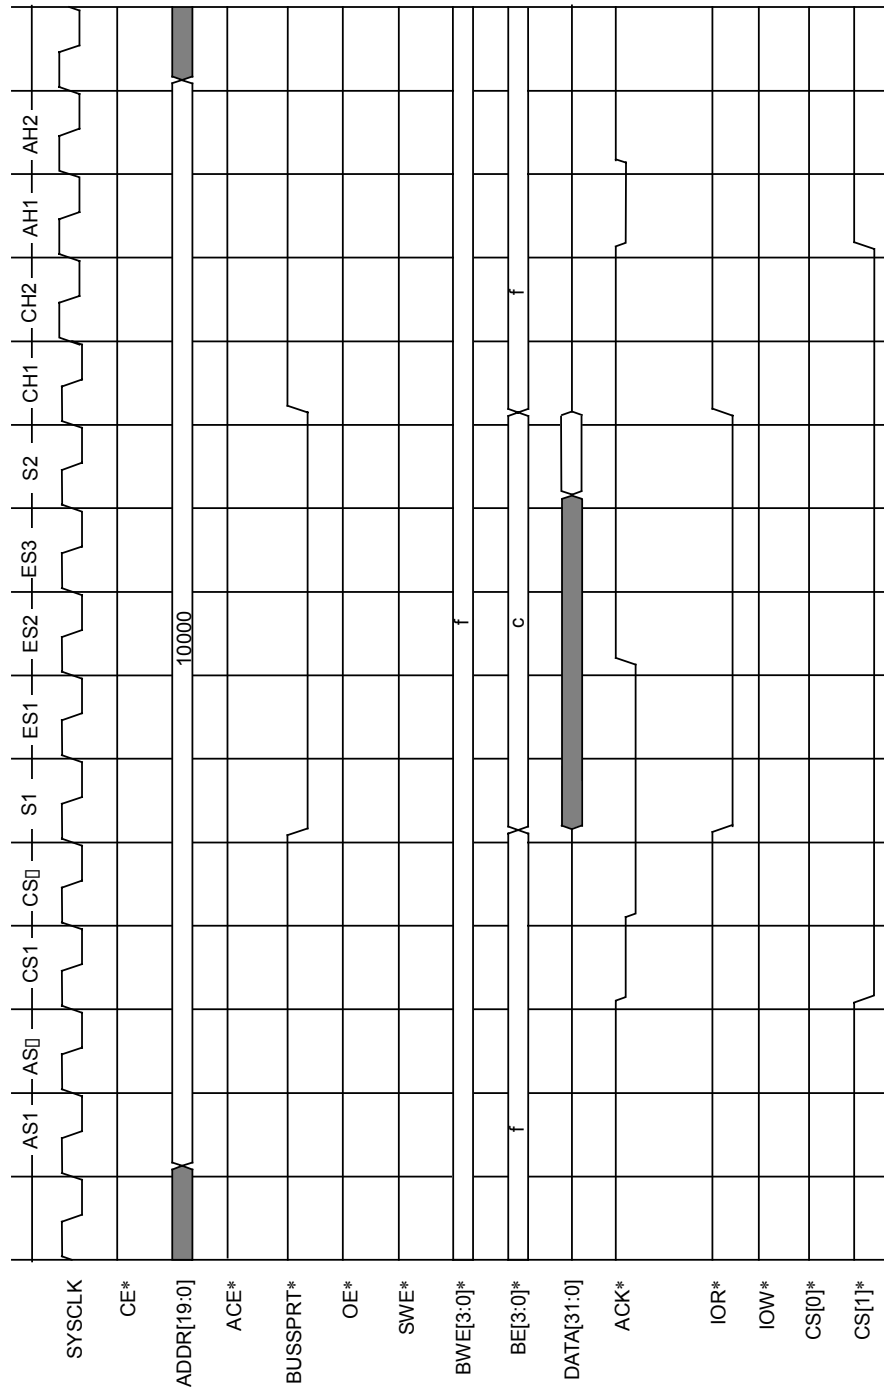 AS1 AS▯ CS1 CS▯ S1 ES1 ES2 ES3 S2 CH1 CH2 AH1 AH2
SYSCLK
CE*
ADDR[19:0] 10000
ACE*
BUSSPRT*
OE*
SWE*
BWE[3:0]* f
BE[3:0]* f c f
DATA[31:0]
ACK*
IOR*
IOW*
CS[0]*
CS[1]*